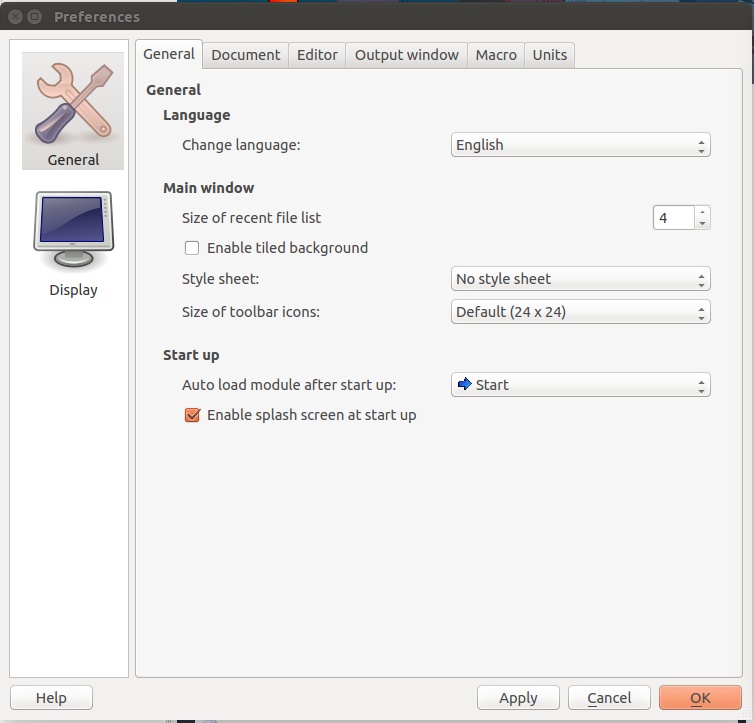 Preferences
General Document Editor Output window Macro Units
General
Display
General
Language
Change language: English
Main window
Size of recent file list 4
Enable tiled background
Style sheet: No style sheet
Size of toolbar icons: Default (24 x 24)
Start up
Auto load module after start up: Start
Enable splash screen at start up
Help Apply Cancel OK